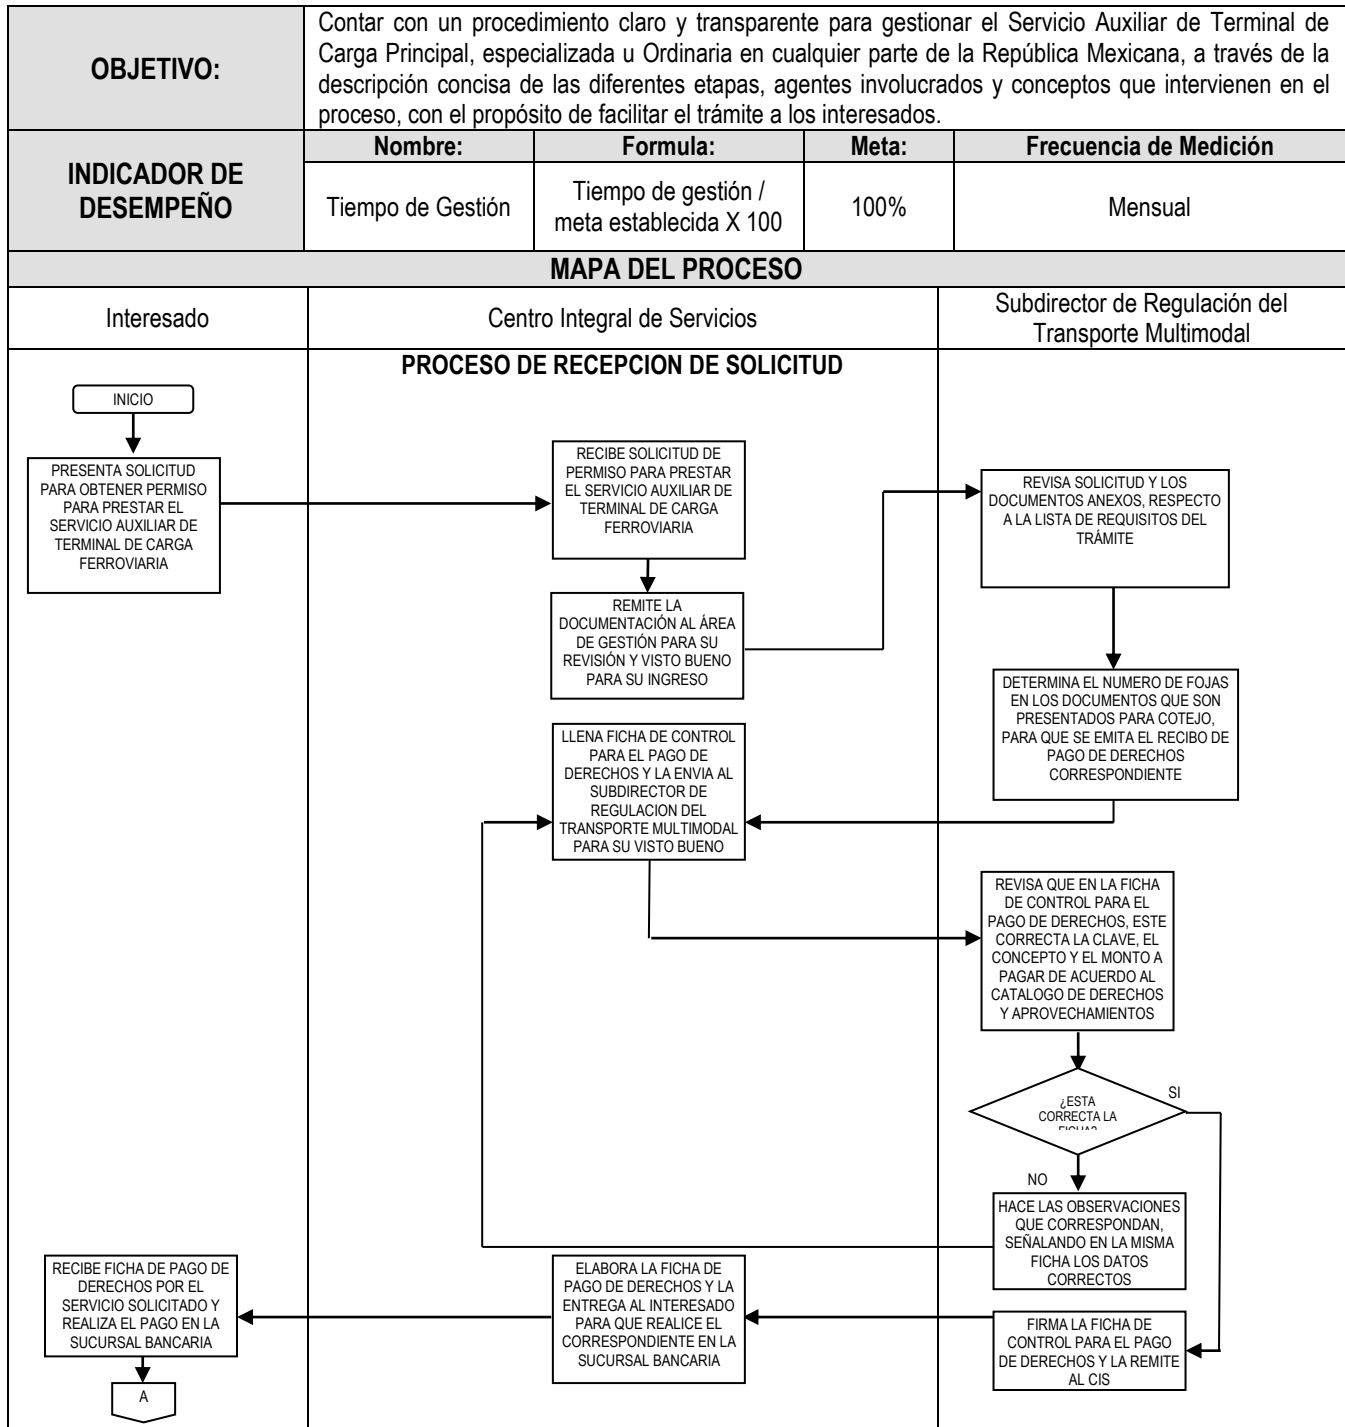 OBJETIVO:
Contar con un procedimiento claro y transparente para gestionar el Servicio Auxiliar de Terminal de
Carga Principal, especializada u Ordinaria en cualquier parte de la República Mexicana, a través de la
descripción concisa de las diferentes etapas, agentes involucrados y conceptos que intervienen en el
proceso, con el propósito de facilitar el trámite a los interesados.
INDICADOR DE
DESEMPEÑO
Nombre:
Formula:
Meta:
Frecuencia de Medición
Tiempo de Gestión
Tiempo de gestión /
meta establecida X 100
100%
Mensual
MAPA DEL PROCESO
Interesado
Centro Integral de Servicios
Subdirector de Regulación del
Transporte Multimodal
PROCESO DE RECEPCION DE SOLICITUD
INICIO
PRESENTA SOLICITUD
PARA OBTENER PERMISO
PARA PRESTAR EL
SERVICIO AUXILIAR DE
TERMINAL DE CARGA
FERROVIARIA
RECIBE SOLICITUD DE
PERMISO PARA PRESTAR
EL SERVICIO AUXILIAR DE
TERMINAL DE CARGA
FERROVIARIA
REMITE LA
DOCUMENTACIÓN AL ÁREA
DE GESTIÓN PARA SU
REVISIÓN Y VISTO BUENO
PARA SU INGRESO
REVISA SOLICITUD Y LOS
DOCUMENTOS ANEXOS, RESPECTO
A LA LISTA DE REQUISITOS DEL
TRÁMITE
DETERMINA EL NUMERO DE FOJAS
EN LOS DOCUMENTOS QUE SON
PRESENTADOS PARA COTEJO,
PARA QUE SE EMITA EL RECIBO DE
PAGO DE DERECHOS
CORRESPONDIENTE
LLENA FICHA DE CONTROL
PARA EL PAGO DE
DERECHOS Y LA ENVIA AL
SUBDIRECTOR DE
REGULACION DEL
TRANSPORTE MULTIMODAL
PARA SU VISTO BUENO
REVISA QUE EN LA FICHA
DE CONTROL PARA EL
PAGO DE DERECHOS, ESTE
CORRECTA LA CLAVE, EL
CONCEPTO Y EL MONTO A
PAGAR DE ACUERDO AL
CATALOGO DE DERECHOS
Y APROVECHAMIENTOS
¿ESTA
CORRECTA LA
FICHA?
SI
NO
HACE LAS OBSERVACIONES
QUE CORRESPONDAN,
SEÑALANDO EN LA MISMA
FICHA LOS DATOS
CORRECTOS
FIRMA LA FICHA DE
CONTROL PARA EL PAGO
DE DERECHOS Y LA REMITE
AL CIS
ELABORA LA FICHA DE
PAGO DE DERECHOS Y LA
ENTREGA AL INTERESADO
PARA QUE REALICE EL
CORRESPONDIENTE EN LA
SUCURSAL BANCARIA
RECIBE FICHA DE PAGO DE
DERECHOS POR EL
SERVICIO SOLICITADO Y
REALIZA EL PAGO EN LA
SUCURSAL BANCARIA
A